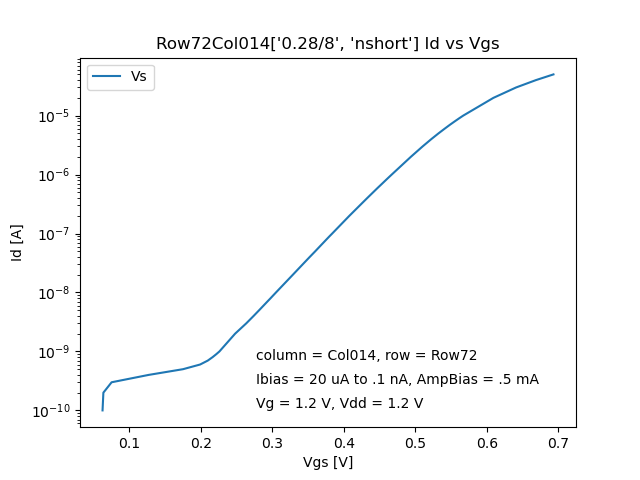 Row72Col014['0.28/8', 'nshort'] Id vs Vgs
Vs
10⁻⁵
10⁻⁶
10⁻⁷
10⁻⁸
10⁻⁹
10⁻¹⁰
Id [A]
column = Col014, row = Row72
Ibias = 20 uA to .1 nA, AmpBias = .5 mA
Vg = 1.2 V, Vdd = 1.2 V
0.1 0.2 0.3 0.4 0.5 0.6 0.7
Vgs [V]